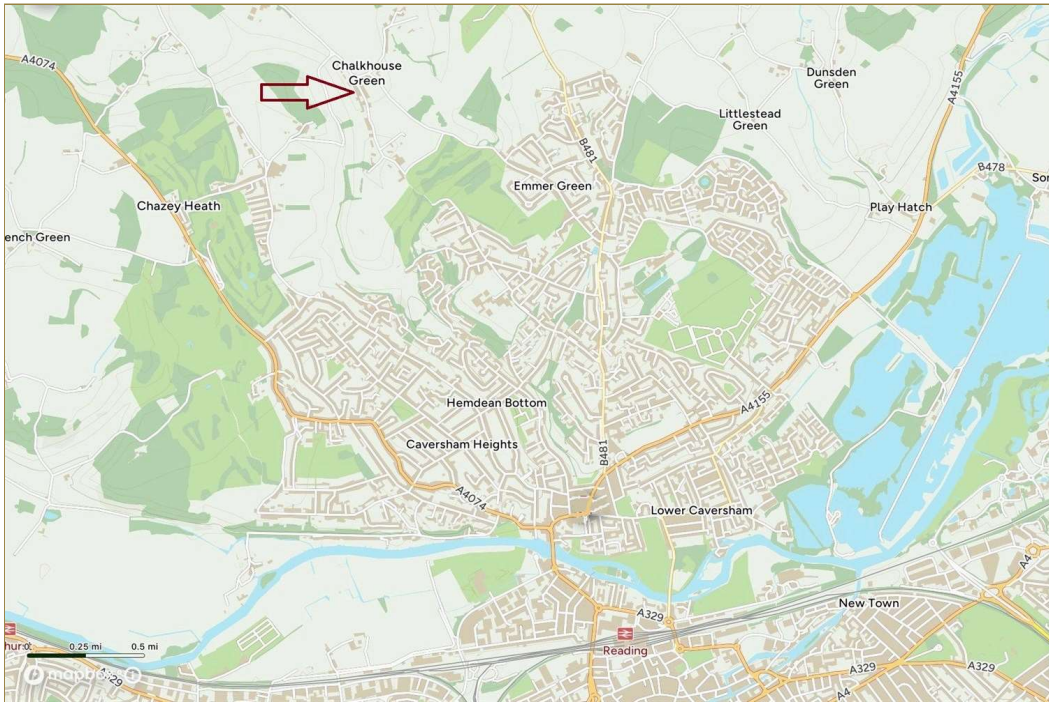 A4074
Chalkhouse
Green
Dunsden
Green
A4155
Littlestead
Green
B481
B478
Emmer Green
Chazey Heath
Play Hatch
Hemdean Bottom
A4155
Caversham Heights
B481
A4074
Lower Caversham
A4
New Town
A329
Reading
0.25 mi
0.5 mi
A329
A329
A4
mapbox